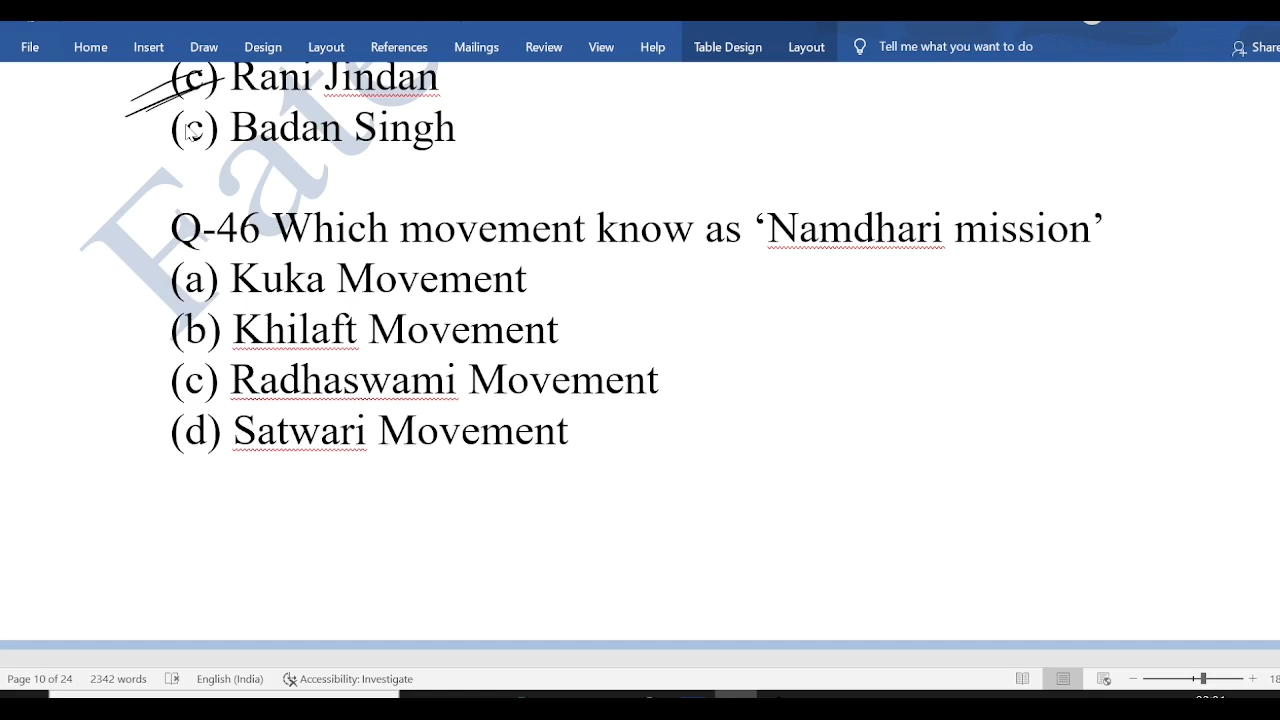 File Home Insert Draw Design Layout References Mailings Review View Help Table Design Layout Tell me what you want to do Share
(c) Rani Jindan
(c) Badan Singh
Fate
Q-46 Which movement know as ‘Namdhari mission’
(a) Kuka Movement
(b) Khilaft Movement
(c) Radhaswami Movement
(d) Satwari Movement
Page 10 of 24 2342 words English (India) Accessibility: Investigate 18